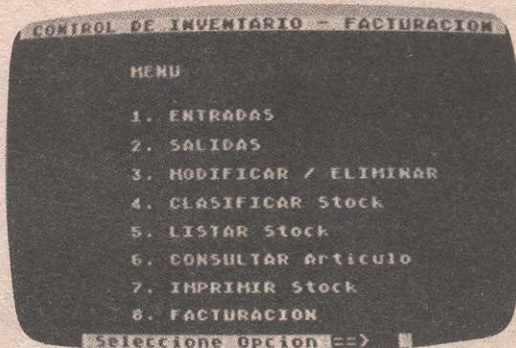 CONTROL DE INVENTARIO - FACTURACION
MENU
1. ENTRADAS
2. SALIDAS
3. MODIFICAR / ELIMINAR
4. CLASIFICAR Stock
5. LISTAR Stock
6. CONSULTAR Articulo
7. IMPRIMIR Stock
8. FACTURACION
Seleccione Opcion ==>